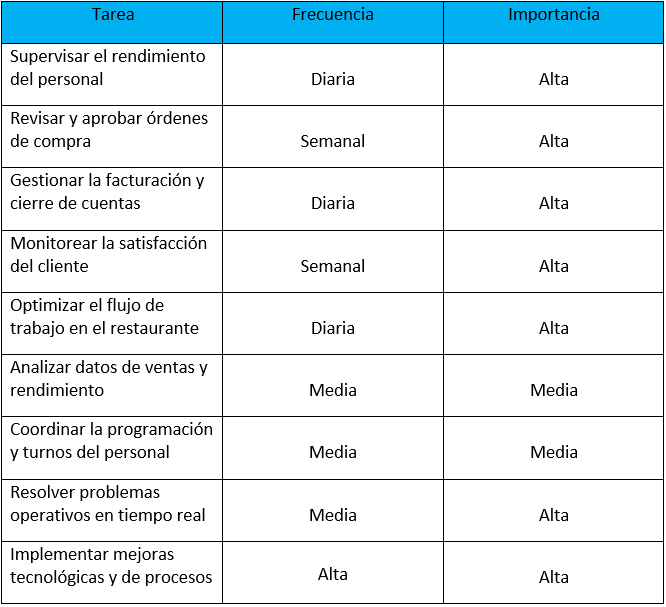 Tarea Frecuencia Importancia
Supervisar el rendimiento
del personal Diaria Alta
Revisar y aprobar órdenes
de compra Semanal Alta
Gestionar la facturación y
cierre de cuentas Diaria Alta
Monitorear la satisfacción
del cliente Semanal Alta
Optimizar el flujo de
trabajo en el restaurante Diaria Alta
Analizar datos de ventas y
rendimiento Media Media
Coordinar la programación
y turnos del personal Media Media
Resolver problemas
operativos en tiempo real Media Alta
Implementar mejoras
tecnológicas y de procesos Alta Alta